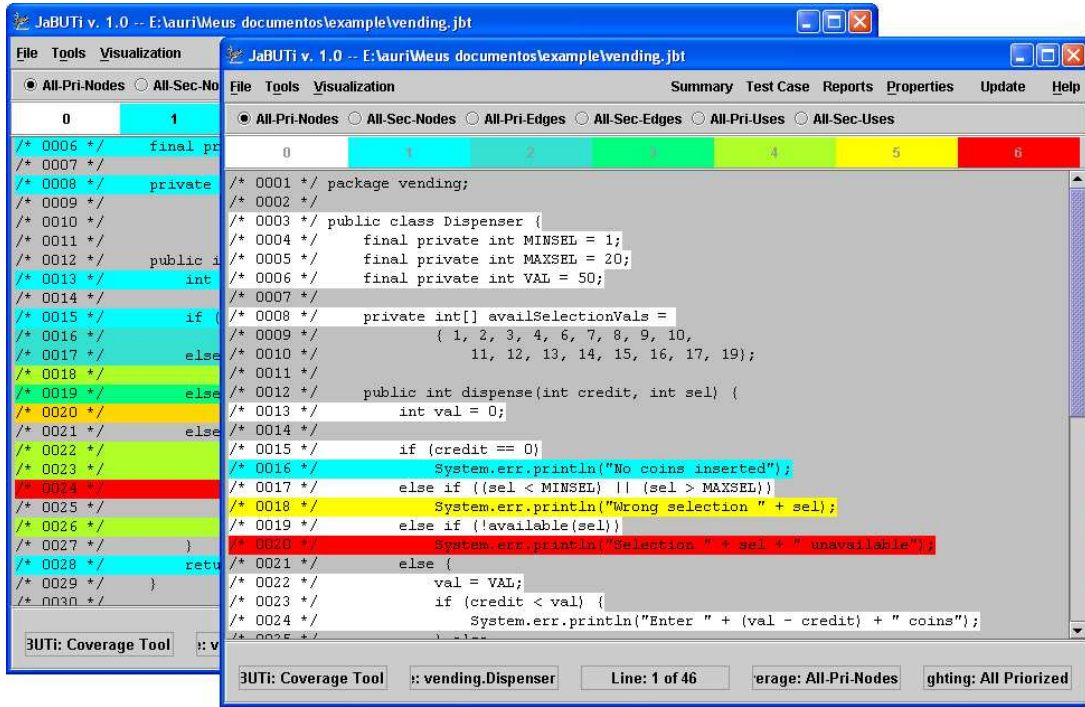 JaBUTi v. 1.0 -- E:\auri\Meus documentos\example\vending.jbt
File Tools Visualization
All-Pri-Nodes All-Sec-No
0 1
/* 0006 */ final pr
/* 0007 */
/* 0008 */ private
/* 0009 */
/* 0010 */
/* 0011 */
/* 0012 */ public i
/* 0013 */ int
/* 0014 */
/* 0015 */ if (
/* 0016 */
/* 0017 */ else
/* 0018 */
/* 0019 */ else
/* 0020 */
/* 0021 */ else
/* 0022 */
/* 0023 */
/* 0024 */
/* 0025 */
/* 0026 */
/* 0027 */ }
/* 0028 */ retu
/* 0029 */ }
/* 0030 */
BUTi: Coverage Tool e: v
JaBUTi v. 1.0 -- E:\auri\Meus documentos\example\vending.jbt
File Tools Visualization Summary Test Case Reports Properties Update Help
All-Pri-Nodes All-Sec-Nodes All-Pri-Edges All-Sec-Edges All-Pri-Uses All-Sec-Uses
0 1 2 3 4 5 6
/* 0001 */ package vending;
/* 0002 */
/* 0003 */ public class Dispenser {
/* 0004 */ final private int MINSEL = 1;
/* 0005 */ final private int MAXSEL = 20;
/* 0006 */ final private int VAL = 50;
/* 0007 */
/* 0008 */ private int[] availSelectionVals =
/* 0009 */ { 1, 2, 3, 4, 6, 7, 8, 9, 10,
/* 0010 */ 11, 12, 13, 14, 15, 16, 17, 19};
/* 0011 */
/* 0012 */ public int dispense(int credit, int sel) {
/* 0013 */ int val = 0;
/* 0014 */
/* 0015 */ if (credit == 0)
/* 0016 */ System.err.println("No coins inserted");
/* 0017 */ else if ((sel < MINSEL) || (sel > MAXSEL))
/* 0018 */ System.err.println("Wrong selection " + sel);
/* 0019 */ else if (!available(sel))
/* 0020 */ System.err.println("Selection " + sel + " unavailable");
/* 0021 */ else {
/* 0022 */ val = VAL;
/* 0023 */ if (credit < val) {
/* 0024 */ System.err.println("Enter " + (val - credit) + " coins");
/* 0025 */ } else
BUTi: Coverage Tool e: vending.Dispenser Line: 1 of 46 verage: All-Pri-Nodes ghting: All Priorized